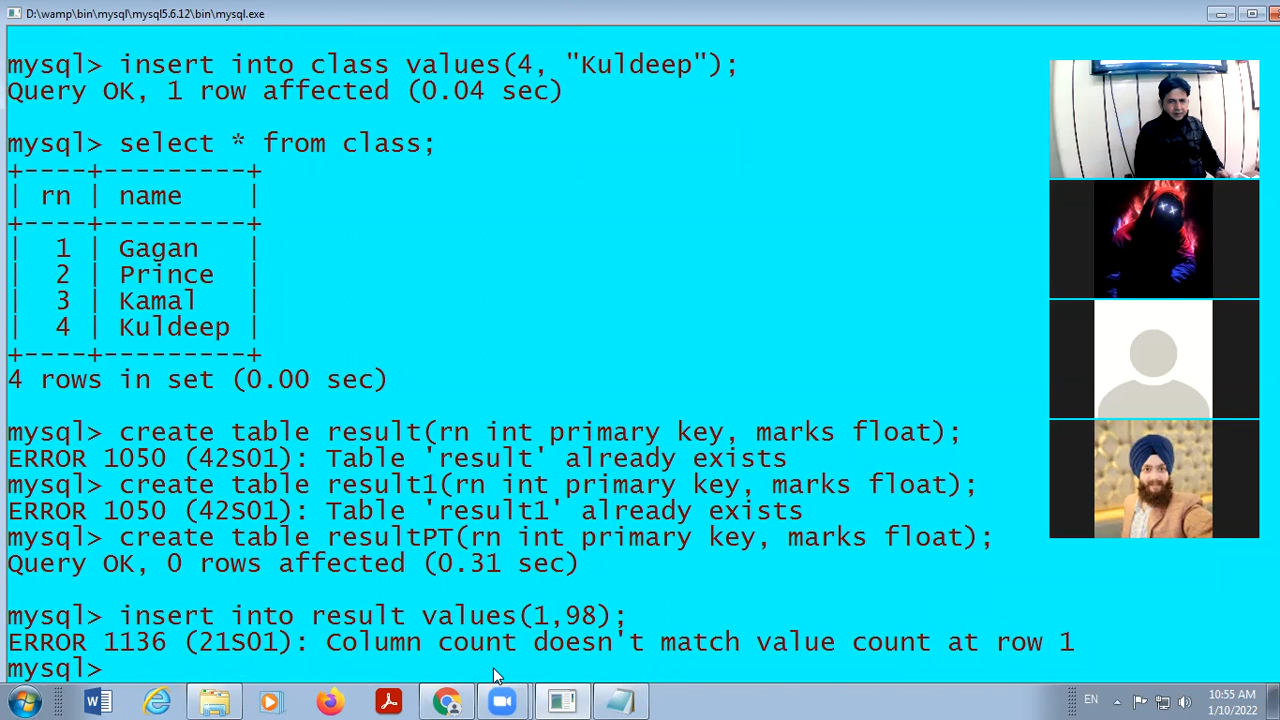 D:\wamp\bin\mysql\mysql5.6.12\bin\mysql.exe
mysql> insert into class values(4, "Kuldeep");
Query OK, 1 row affected (0.04 sec)
mysql> select * from class;
+----+---------+
| rn | name    |
+----+---------+
|  1 | Gagan   |
|  2 | Prince  |
|  3 | Kamal   |
|  4 | Kuldeep |
+----+---------+
4 rows in set (0.00 sec)
mysql> create table result(rn int primary key, marks float);
ERROR 1050 (42S01): Table 'result' already exists
mysql> create table result1(rn int primary key, marks float);
ERROR 1050 (42S01): Table 'result1' already exists
mysql> create table resultPT(rn int primary key, marks float);
Query OK, 0 rows affected (0.31 sec)
mysql> insert into result values(1,98);
ERROR 1136 (21S01): Column count doesn't match value count at row 1
mysql>
EN
10:55 AM
1/10/2022